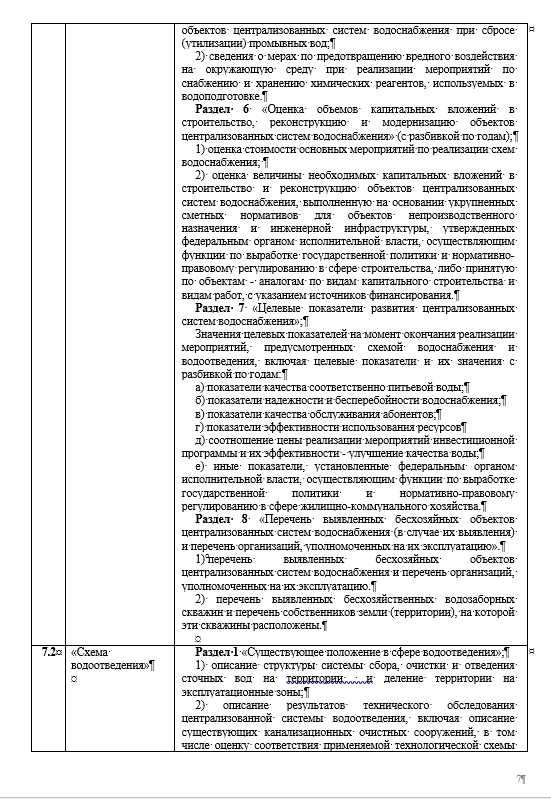 объектов централизованных систем водоснабжения при сбросе
(утилизации) промывных вод;
2) сведения о мерах по предотвращению вредного воздействия
на окружающую среду при реализации мероприятий по
снабжению и хранению химических реагентов, используемых в
водоподготовке.
Раздел 6 «Оценка объемов капитальных вложений в
строительство, реконструкцию и модернизацию объектов
централизованных систем водоснабжения» (с разбивкой по годам);
1) оценка стоимости основных мероприятий по реализации схем
водоснабжения;
2) оценка величины необходимых капитальных вложений в
строительство и реконструкцию объектов централизованных
систем водоснабжения, выполненную на основании укрупненных
сметных нормативов для объектов непроизводственного
назначения и инженерной инфраструктуры, утвержденных
федеральным органом исполнительной власти, осуществляющим
функции по выработке государственной политики и нормативно-
правовому регулированию в сфере строительства, либо принятую
по объектам - аналогам по видам капитального строительства и
видам работ, с указанием источников финансирования.
Раздел 7 «Целевые показатели развития централизованных
систем водоснабжения»;
Значения целевых показателей на момент окончания реализации
мероприятий, предусмотренных схемой водоснабжения и
водоотведения, включая целевые показатели и их значения с
разбивкой по годам:
а) показатели качества соответственно питьевой воды;
б) показатели надежности и бесперебойности водоснабжения;
в) показатели качества обслуживания абонентов;
г) показатели эффективности использования ресурсов
д) соотношение цены реализации мероприятий инвестиционной
программы и их эффективности - улучшение качества воды;
е) иные показатели, установленные федеральным органом
исполнительной власти, осуществляющим функции по выработке
государственной политики и нормативно-правовому
регулированию в сфере жилищно-коммунального хозяйства.
Раздел 8 «Перечень выявленных бесхозяйных объектов
централизованных систем водоснабжения (в случае их выявления)
и перечень организаций, уполномоченных на их эксплуатацию».
1) перечень выявленных бесхозяйных объектов
централизованных систем водоснабжения и перечень организаций,
уполномоченных на их эксплуатацию.
2) перечень выявленных бесхозяйственных водозаборных
скважин и перечень собственников земли (территории), на которой
эти скважины расположены.
7.2 «Схема водоотведения»
Раздел 1 «Существующее положение в сфере водоотведения»;
1) описание структуры системы сбора, очистки и отведения
сточных вод на территории : и деление территории на
эксплуатационные зоны;
2) описание результатов технического обследования
централизованной системы водоотведения, включая описание
существующих канализационных очистных сооружений, в том
числе оценку соответствия применяемой технологической схемы
7